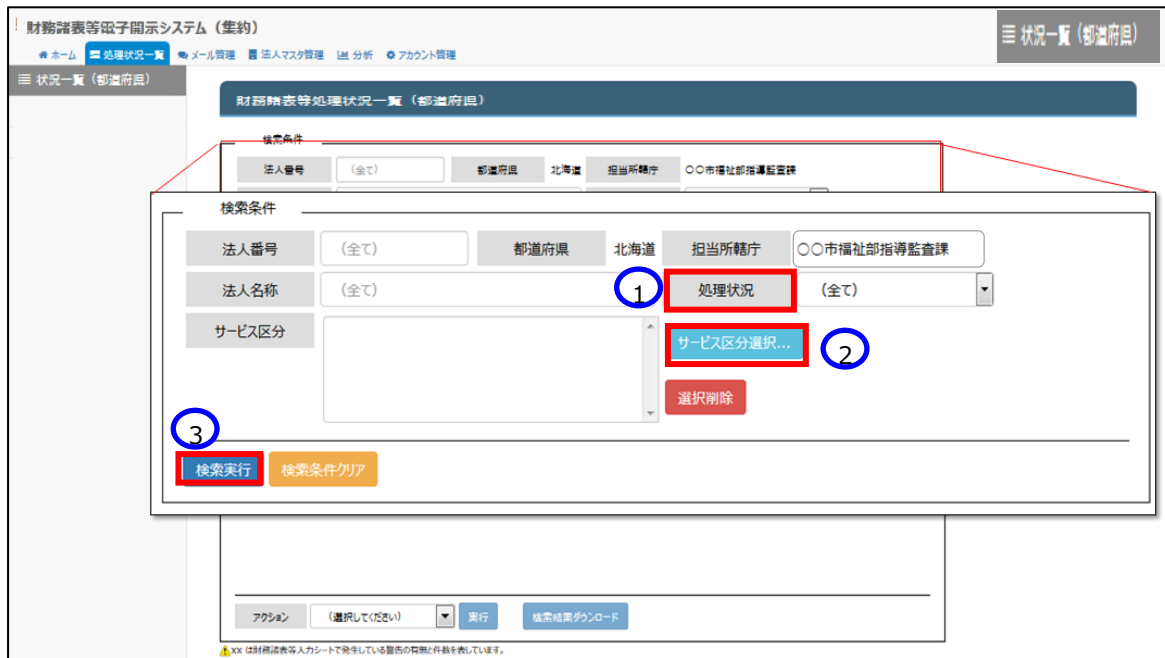 財務諸表等電子開示システム（集約）
ホーム 処理状況一覧 メール管理 法人マスタ管理 分析 アカウント管理
状況一覧（都道府県）
状況一覧（都道府県）
財務諸表等処理状況一覧（都道府県）
検索条件
法人番号 （全て） 都道府県 北海道 担当所轄庁 〇〇市福祉部指導監査課
検索条件
法人番号 （全て） 都道府県 北海道 担当所轄庁 〇〇市福祉部指導監査課
法人名称 （全て） 1 処理状況 （全て）
サービス区分 サービス区分選択... 2
選択削除
3
検索実行 検索条件クリア
アクション （選択してください） 実行 検索結果ダウンロード
xx は財務諸表等入力シートで発生している警告の有無と件数を表しています。